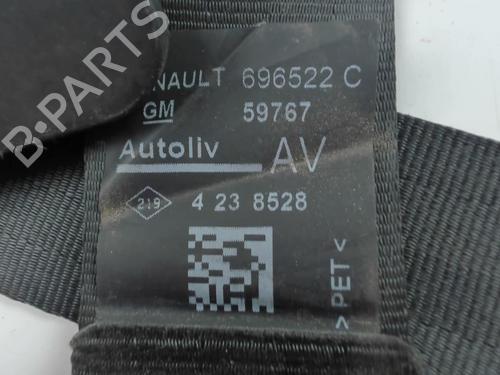 NAULT 696522 C
GM 59767
Autoliv AV
219 4 23 8528
> PET <
B-PARTS